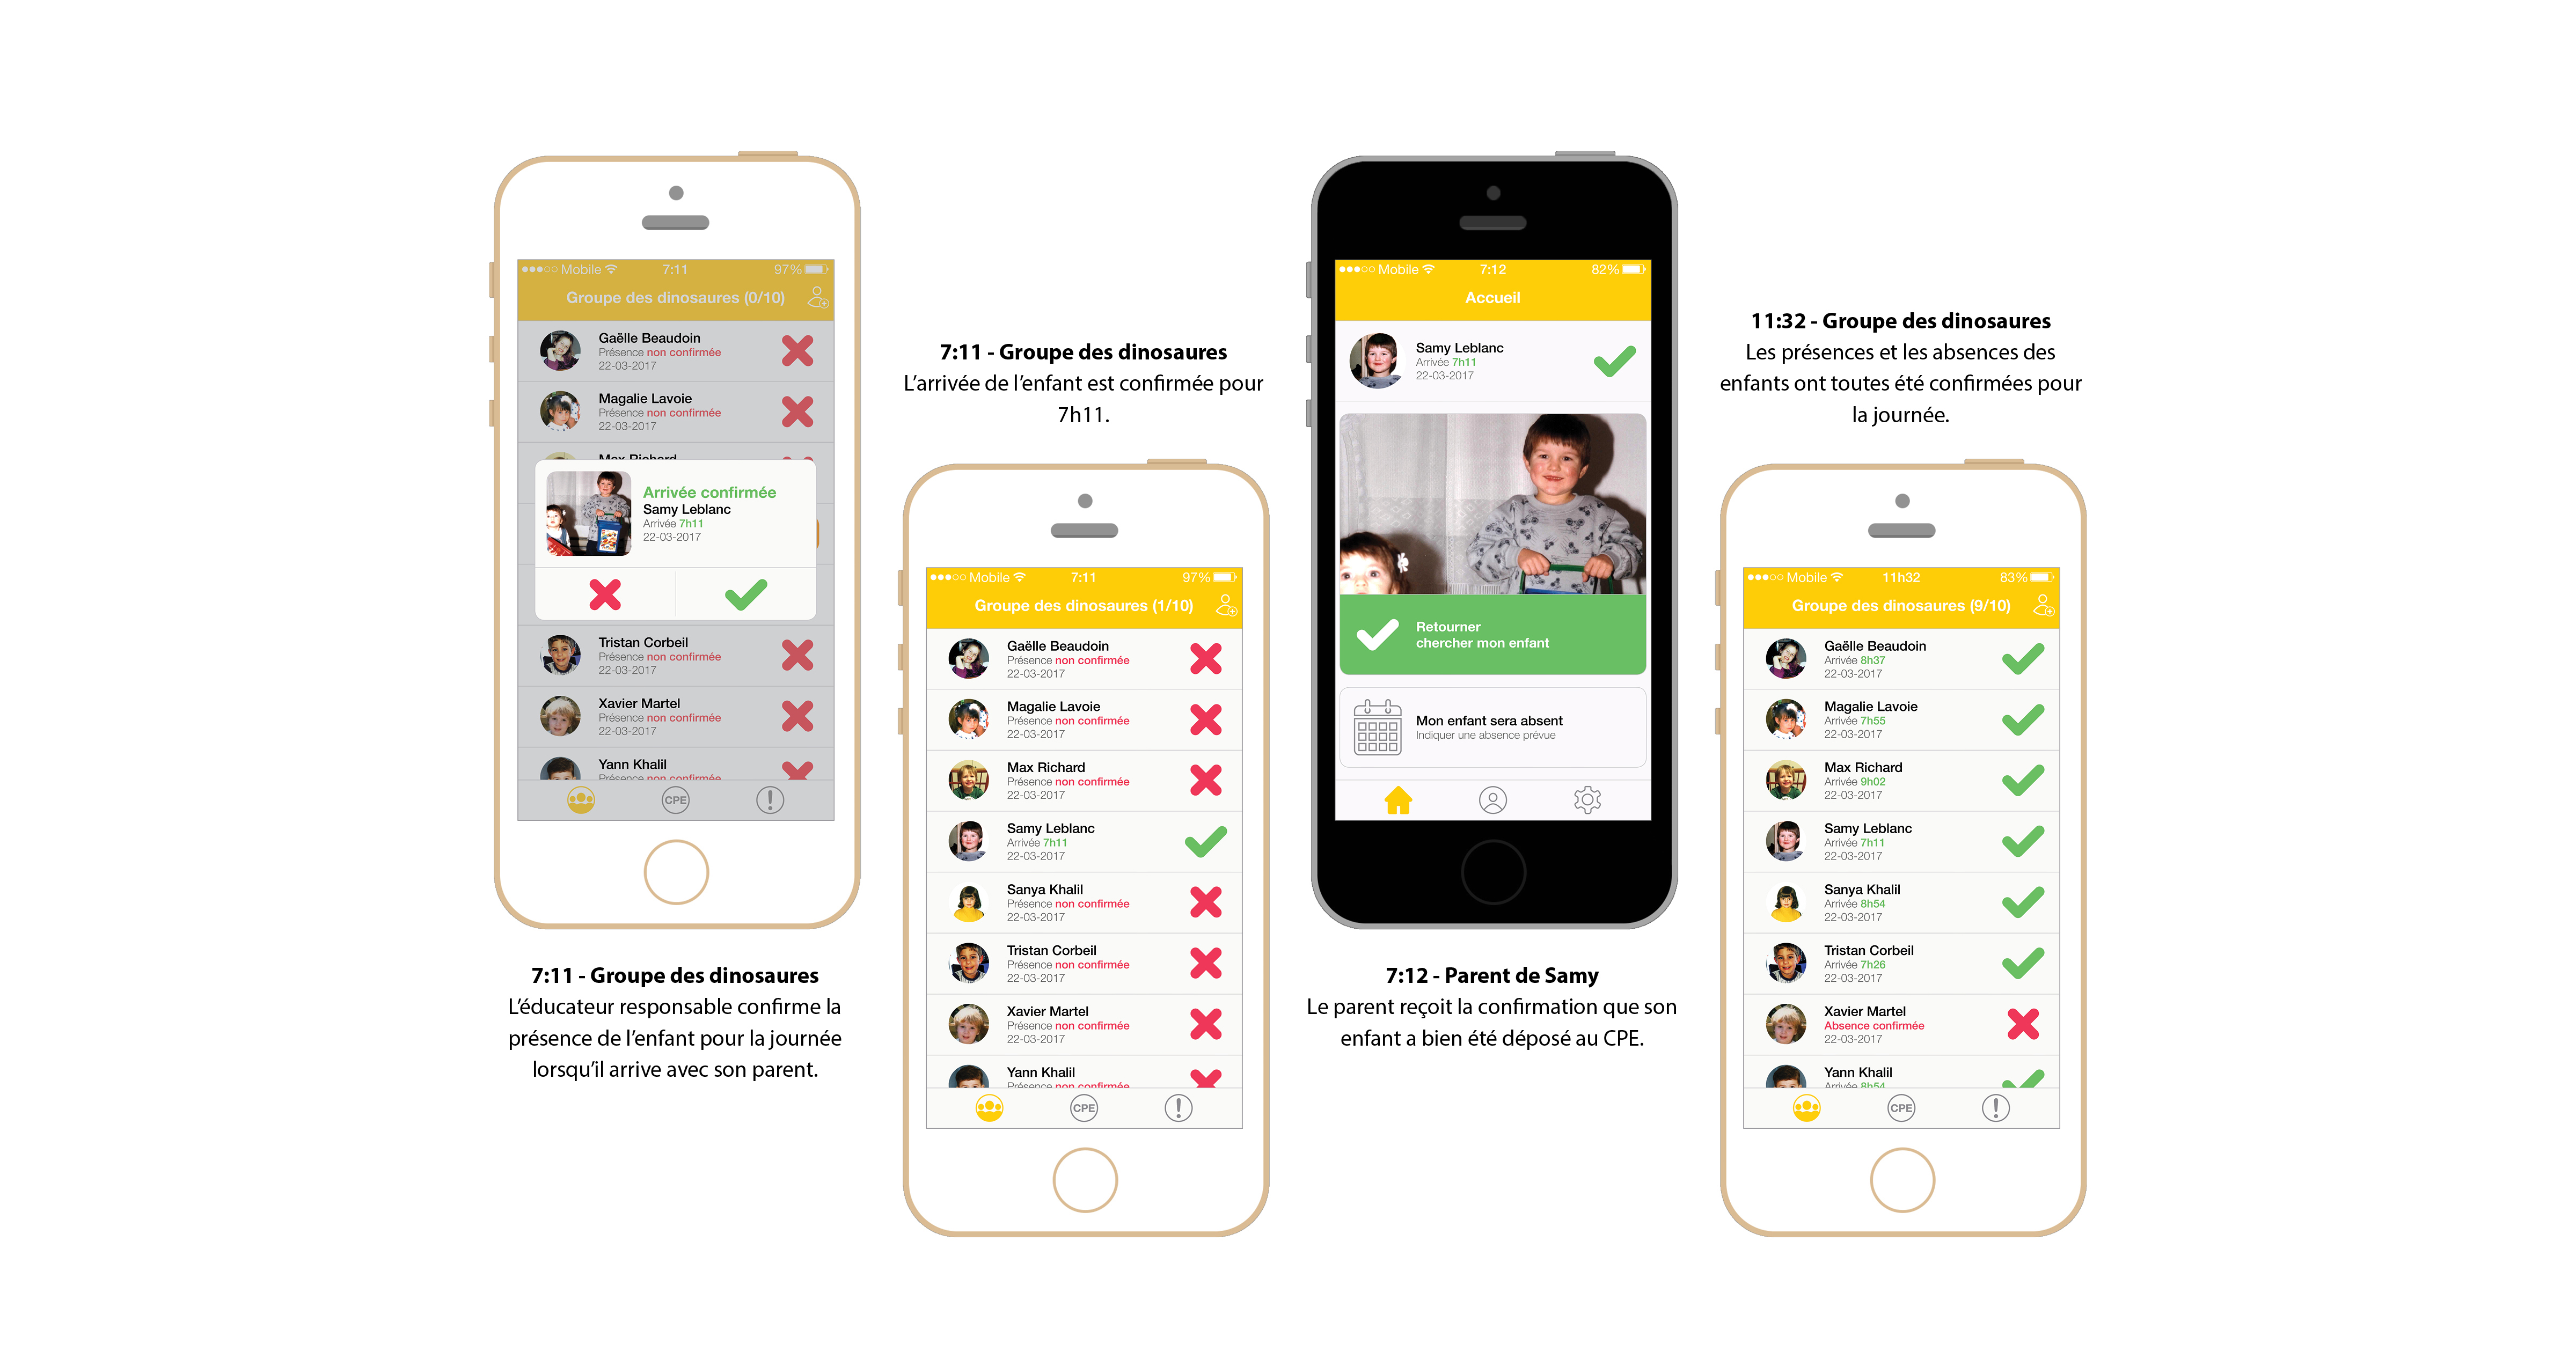 Mobile 7:11 97%
Groupe des dinosaures (0/10)
Gaëlle Beaudoin
Présence non confirmée
22-03-2017
Magalie Lavoie
Présence non confirmée
22-03-2017
Max Richard
Arrivée confirmée
Samy Leblanc
Arrivée 7h11
22-03-2017
Tristan Corbeil
Présence non confirmée
22-03-2017
Xavier Martel
Présence non confirmée
22-03-2017
Yann Khalil
Présence non confirmée
CPE
7:11 - Groupe des dinosaures
L’éducateur responsable confirme la
présence de l’enfant pour la journée
lorsqu’il arrive avec son parent.
7:11 - Groupe des dinosaures
L’arrivée de l’enfant est confirmée pour
7h11.
Mobile 7:11 97%
Groupe des dinosaures (1/10)
Gaëlle Beaudoin
Présence non confirmée
22-03-2017
Magalie Lavoie
Présence non confirmée
22-03-2017
Max Richard
Présence non confirmée
22-03-2017
Samy Leblanc
Arrivée 7h11
22-03-2017
Sanya Khalil
Présence non confirmée
22-03-2017
Tristan Corbeil
Présence non confirmée
22-03-2017
Xavier Martel
Présence non confirmée
22-03-2017
Yann Khalil
Présence non confirmée
CPE
Mobile 7:12 82%
Accueil
Samy Leblanc
Arrivée 7h11
22-03-2017
Retourner
chercher mon enfant
Mon enfant sera absent
Indiquer une absence prévue
7:12 - Parent de Samy
Le parent reçoit la confirmation que son
enfant a bien été déposé au CPE.
11:32 - Groupe des dinosaures
Les présences et les absences des
enfants ont toutes été confirmées pour
la journée.
Mobile 11h32 83%
Groupe des dinosaures (9/10)
Gaëlle Beaudoin
Arrivée 8h37
22-03-2017
Magalie Lavoie
Arrivée 7h55
22-03-2017
Max Richard
Arrivée 9h02
22-03-2017
Samy Leblanc
Arrivée 7h11
22-03-2017
Sanya Khalil
Arrivée 8h54
22-03-2017
Tristan Corbeil
Arrivée 7h26
22-03-2017
Xavier Martel
Absence confirmée
22-03-2017
Yann Khalil
Arrivée 8h54
CPE